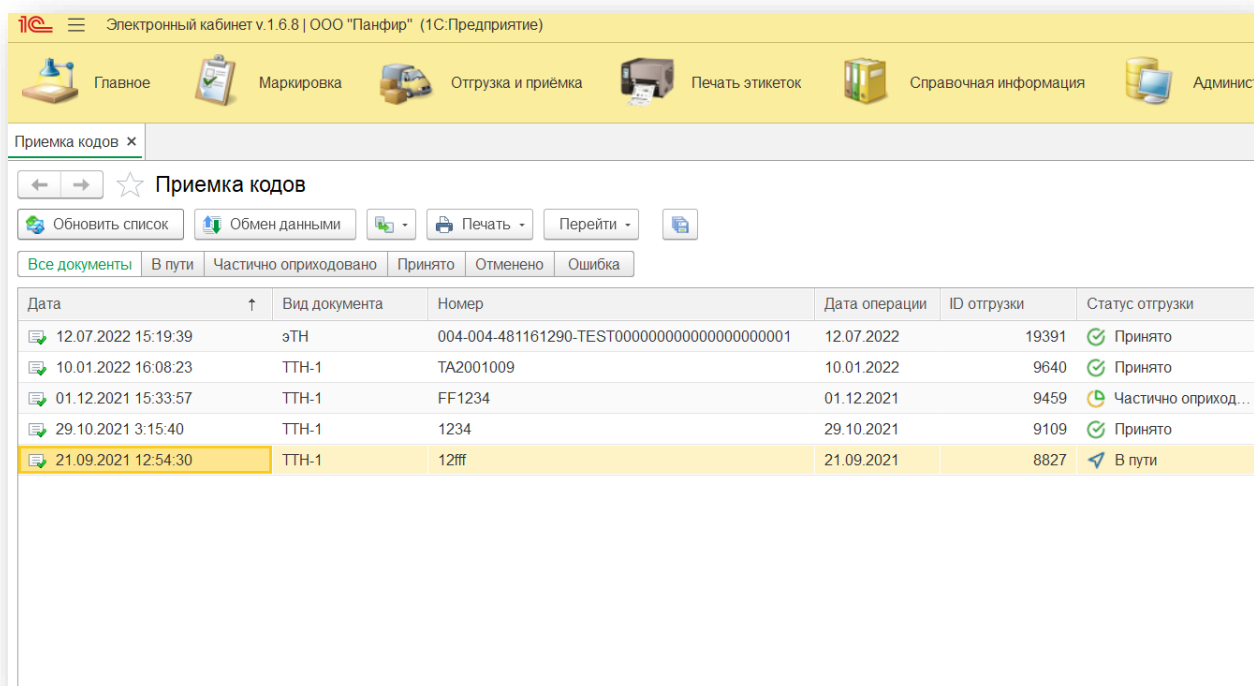 1С Электронный кабинет v.1.6.8 | ООО "Панфир" (1С:Предприятие)
Главное Маркировка Отгрузка и приёмка Печать этикеток Справочная информация Админис
Приемка кодов ×
← → Приемка кодов
Обновить список Обмен данными Печать Перейти
Все документы В пути Частично оприходовано Принято Отменено Ошибка
Дата ↑ Вид документа Номер Дата операции ID отгрузки Статус отгрузки
12.07.2022 15:19:39 эТН 004-004-481161290-TEST000000000000000000001 12.07.2022 19391 Принято
10.01.2022 16:08:23 ТТН-1 TA2001009 10.01.2022 9640 Принято
01.12.2021 15:33:57 ТТН-1 FF1234 01.12.2021 9459 Частично оприход...
29.10.2021 3:15:40 ТТН-1 1234 29.10.2021 9109 Принято
21.09.2021 12:54:30 ТТН-1 12fff 21.09.2021 8827 В пути